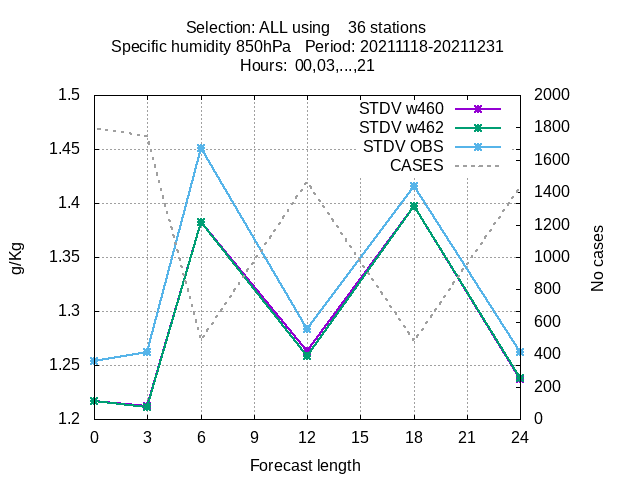 Selection: ALL using 36 stations
Specific humidity 850hPa Period: 20211118-20211231
Hours: 00,03,...,21
STDV w460
STDV w462
STDV OBS
CASES
1.5
1.45
1.4
1.35
1.3
1.25
1.2
g/Kg
2000
1800
1600
1400
1200
1000
800
600
400
200
0
No cases
0 3 6 9 12 15 18 21 24
Forecast length